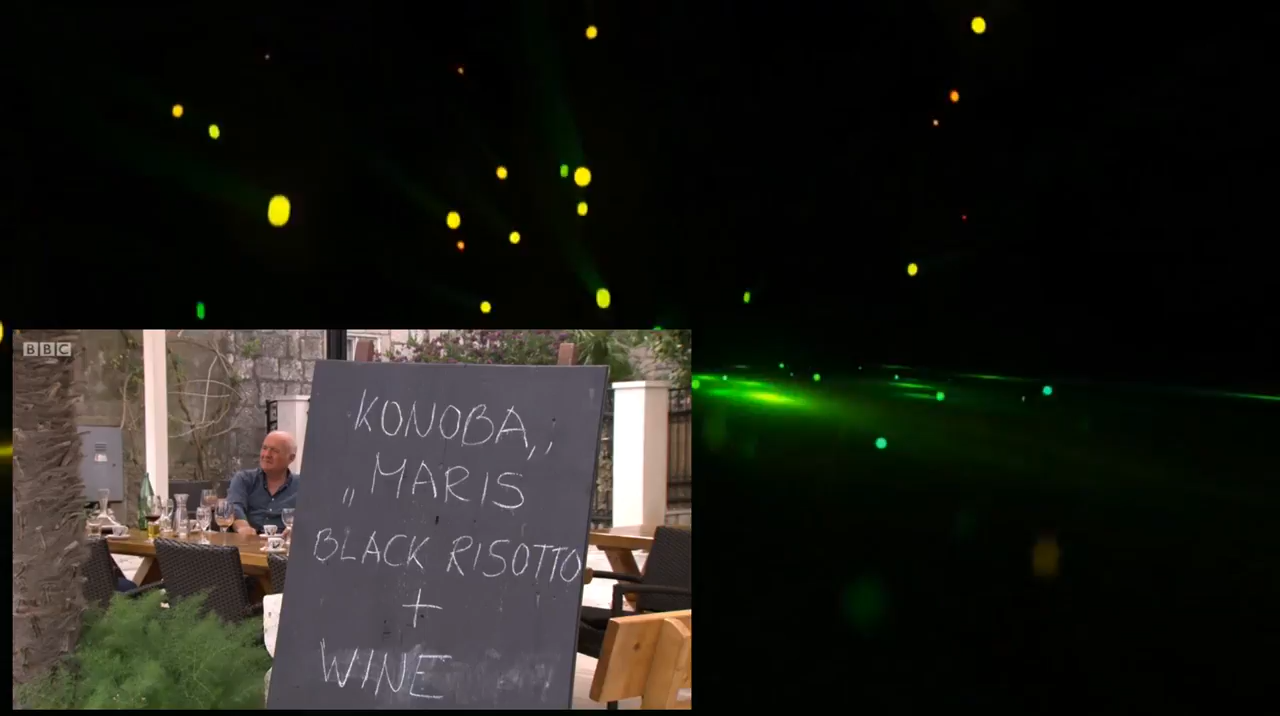 BBC
KONOBA,,
,,MARIS
BLACK RISOTTO
+
WINE